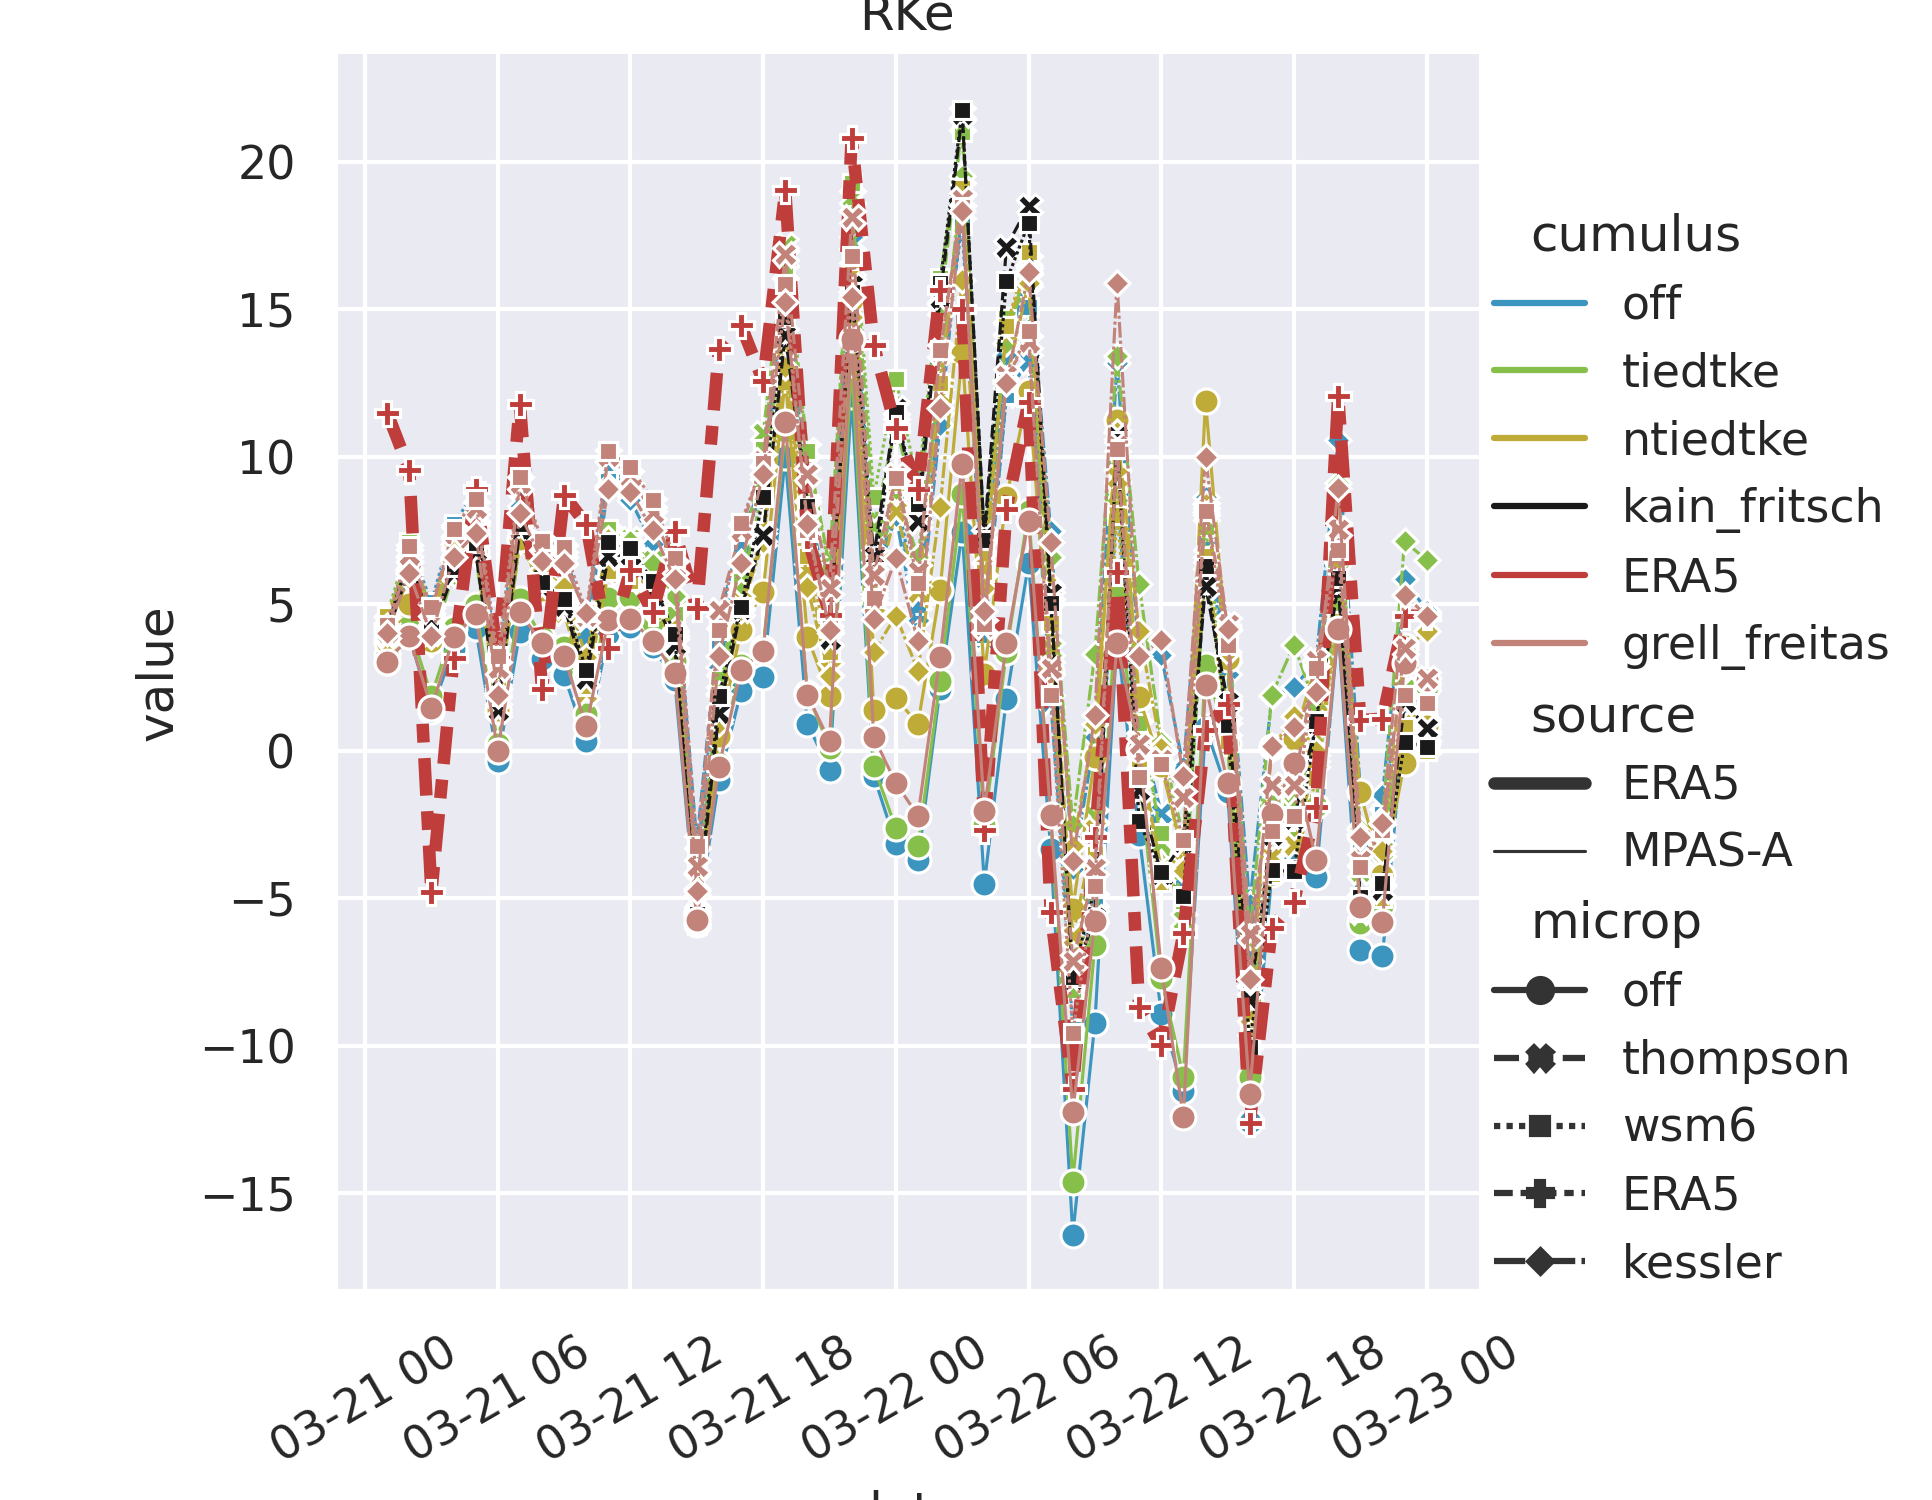 RKe
20
15
10
5
0
−5
−10
−15
value
03-21 00
03-21 06
03-21 12
03-21 18
03-22 00
03-22 06
03-22 12
03-22 18
03-23 00
cumulus
off
tiedtke
ntiedtke
kain_fritsch
ERA5
grell_freitas
source
ERA5
MPAS-A
microp
off
thompson
wsm6
ERA5
kessler